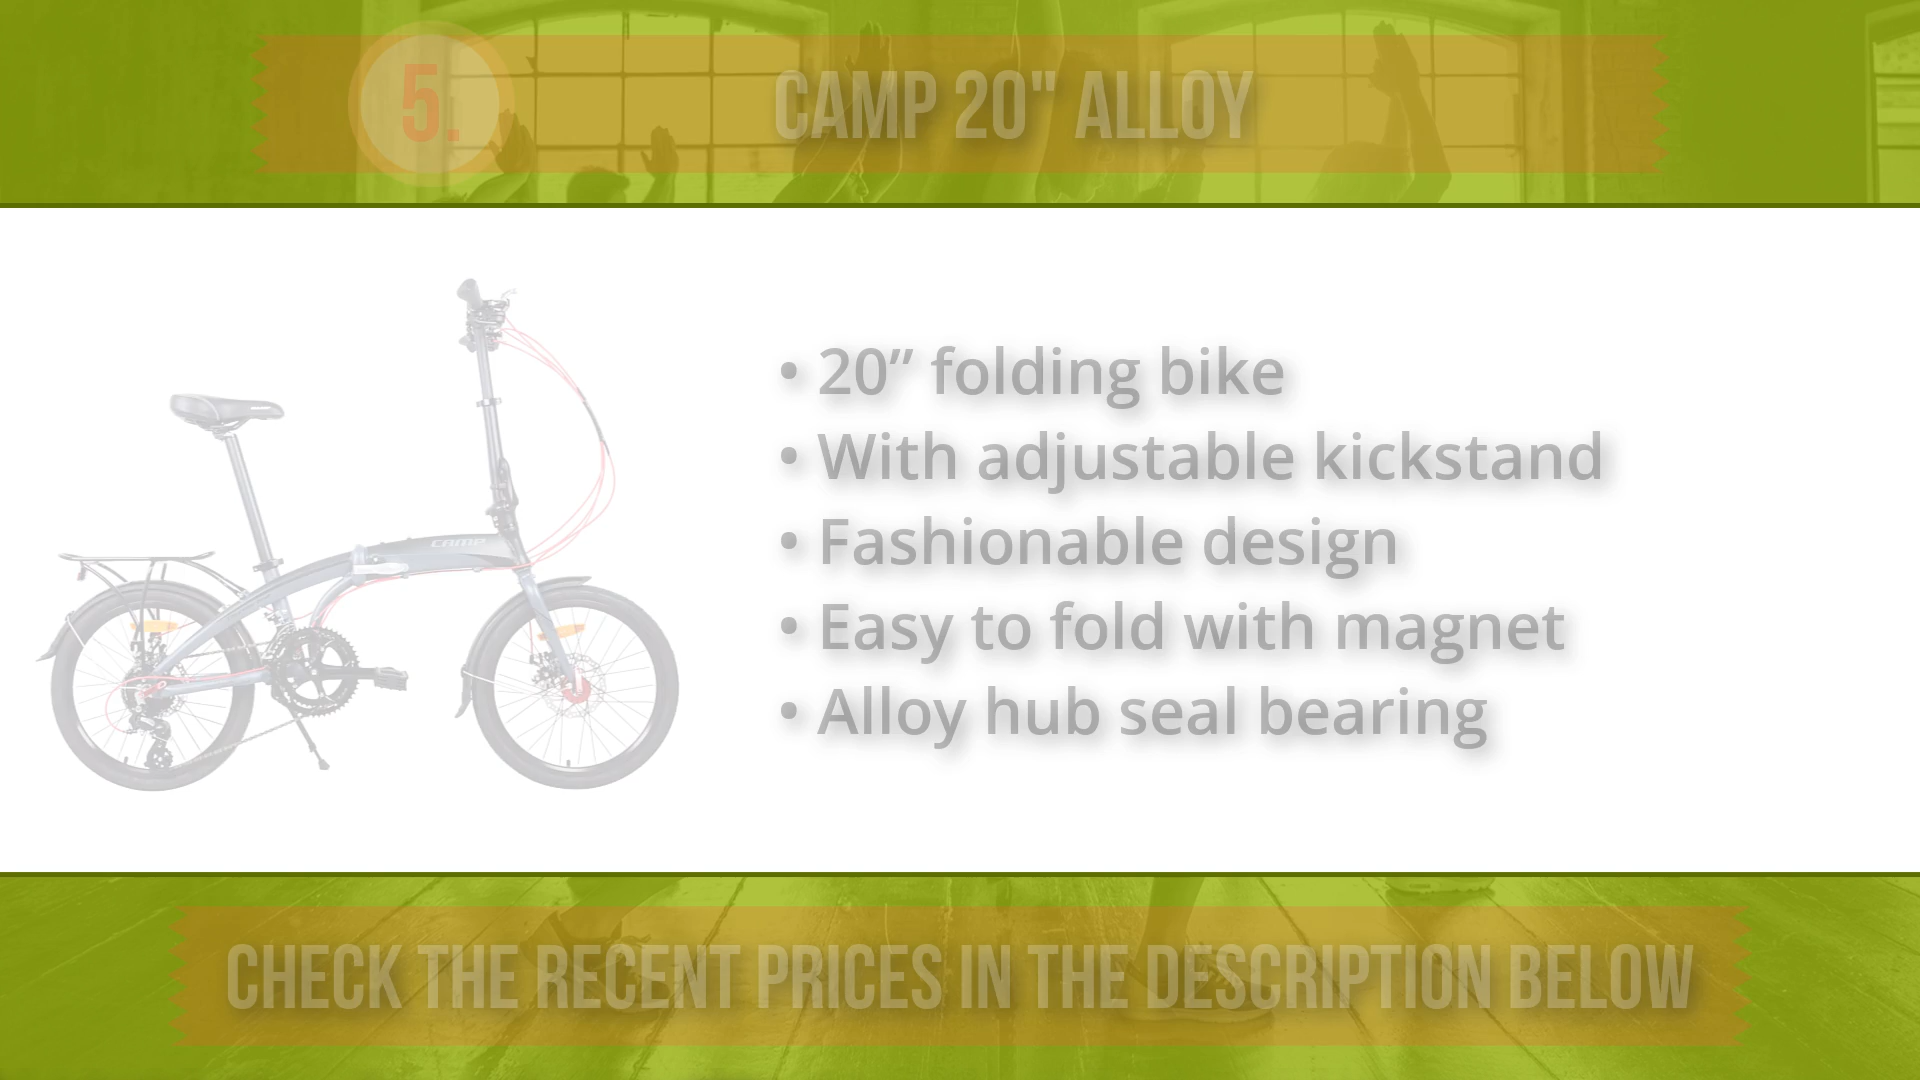 5.
CAMP 20" ALLOY
CAMP
• 20” folding bike
• With adjustable kickstand
• Fashionable design
• Easy to fold with magnet
• Alloy hub seal bearing
CHECK THE RECENT PRICES IN THE DESCRIPTION BELOW